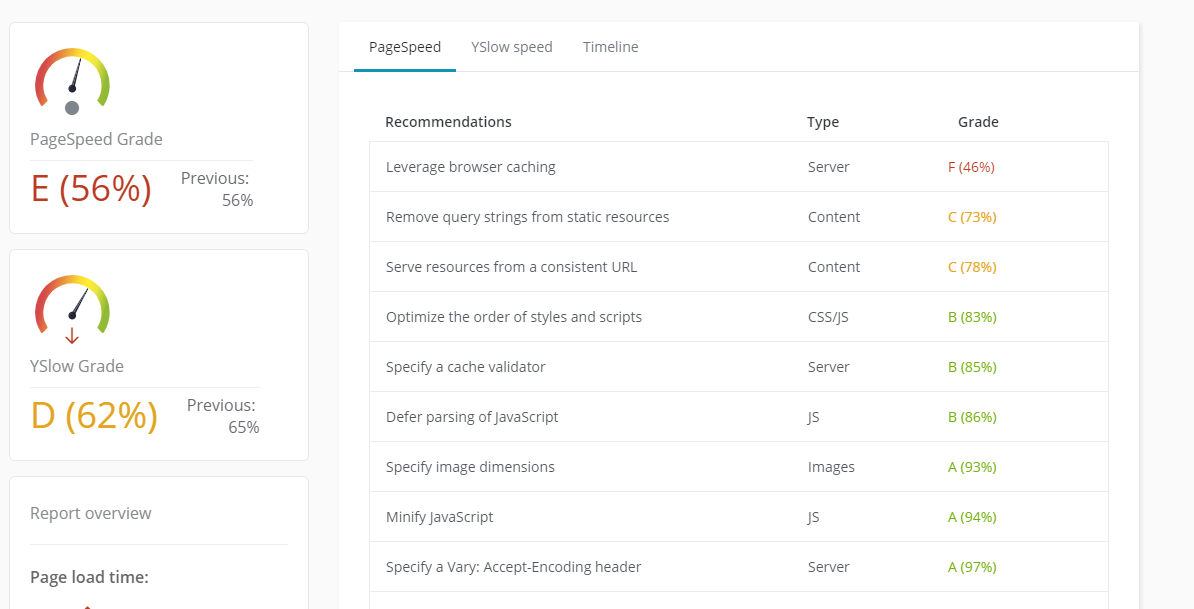 PageSpeed Grade
E (56%)
Previous:
56%
YSlow Grade
D (62%)
Previous:
65%
Report overview
Page load time:
PageSpeed YSlow speed Timeline
Recommendations Type Grade
Leverage browser caching Server F (46%)
Remove query strings from static resources Content C (73%)
Serve resources from a consistent URL Content C (78%)
Optimize the order of styles and scripts CSS/JS B (83%)
Specify a cache validator Server B (85%)
Defer parsing of JavaScript JS B (86%)
Specify image dimensions Images A (93%)
Minify JavaScript JS A (94%)
Specify a Vary: Accept-Encoding header Server A (97%)